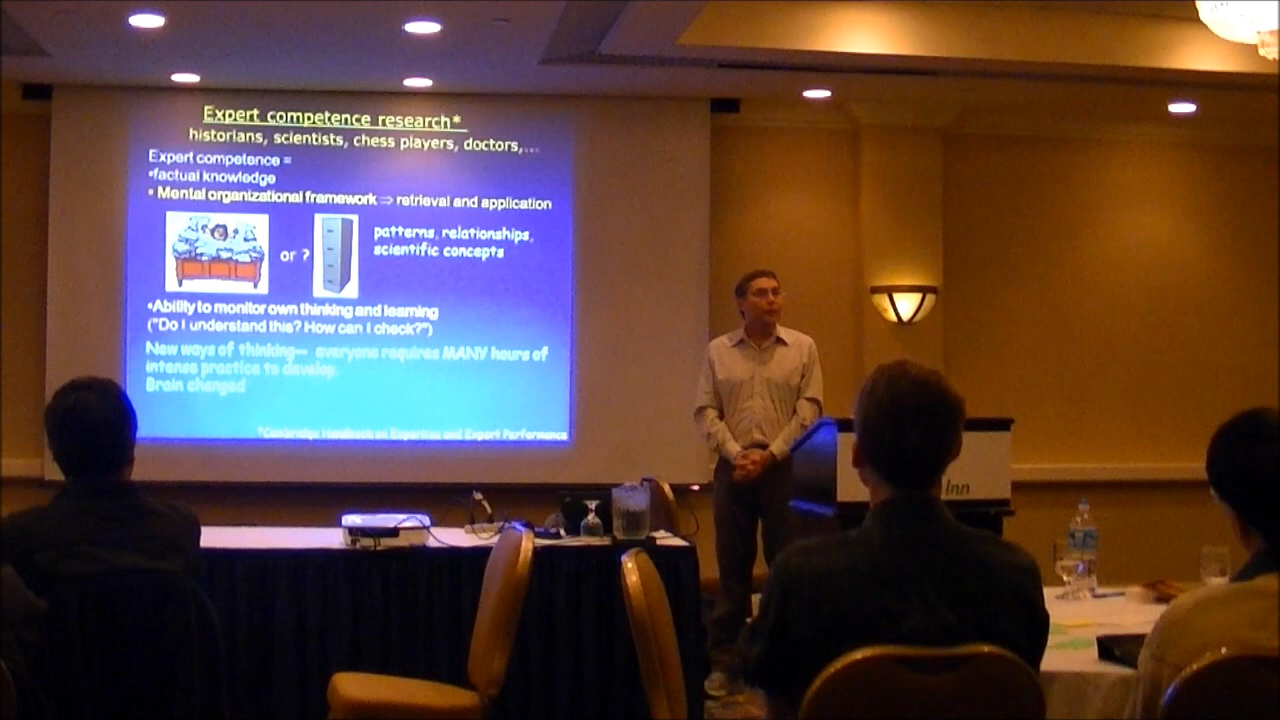 Expert competence research*
historians, scientists, chess players, doctors,...
Expert competence =
•factual knowledge
• Mental organizational framework ⇒ retrieval and application
or ?
patterns, relationships,
scientific concepts
•Ability to monitor own thinking and learning
("Do I understand this? How can I check?")
New ways of thinking-- everyone requires MANY hours of
intense practice to develop.
Brain changed
*Cambridge Handbook on Expertise and Expert Performance
Inn